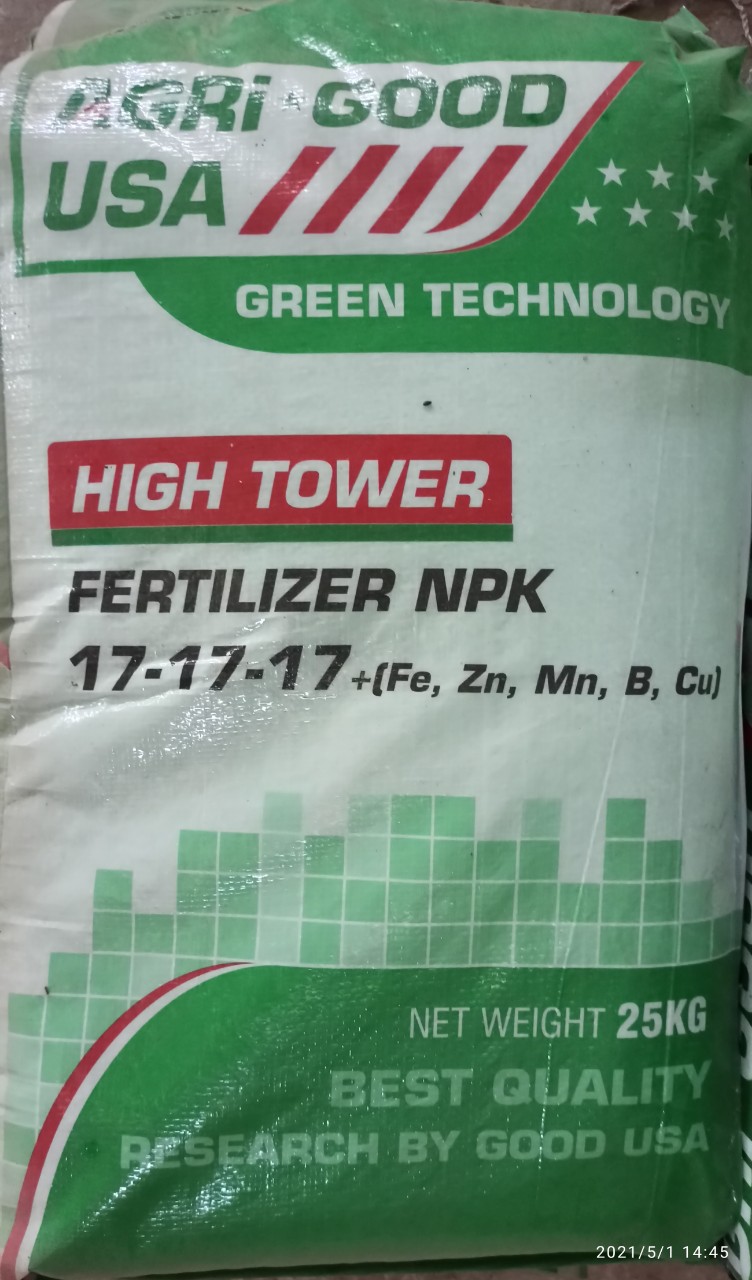 AGRi GOOD
USA
GREEN TECHNOLOGY
HIGH TOWER
FERTILIZER NPK
17-17-17+(Fe, Zn, Mn, B, Cu)
NET WEIGHT 25KG
BEST QUALITY
RESEARCH BY GOOD USA
2021/5/1 14:45